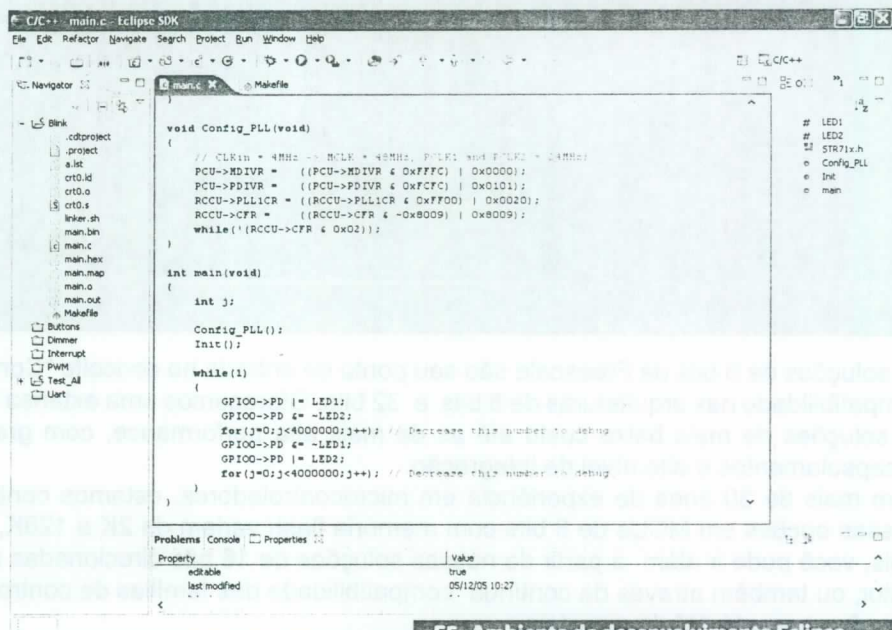 C/C++ - main.c - Eclipse SDK
File Edit Refactor Navigate Search Project Run Window Help
C/C++
Navigator
main.c
Makefile
Blink
.cdtproject
.project
a.lst
crt0.ld
crt0.o
crt0.s
linker.sh
main.bin
main.c
main.hex
main.map
main.o
main.out
Makefile
Buttons
Dimmer
Interrupt
PWM
Test_All
Uart
}
void Config_PLL(void)
{
// CLKin = 4MHz -> MCLK = 48MHz, PCLK1 and PCLK2 = 24MHz)
PCU->MDIVR = ((PCU->MDIVR & 0xFFFC) | 0x0000);
PCU->PDIVR = ((PCU->PDIVR & 0xFCFC) | 0x0101);
RCCU->PLL1CR = ((RCCU->PLL1CR & 0xFF00) | 0x0020);
RCCU->CFR = ((RCCU->CFR & ~0x8009) | 0x8009);
while(!(RCCU->CFR & 0x02));
}
int main(void)
{
int j;
Config_PLL();
Init();
while(1)
{
GPIO0->PD |= LED1;
GPIO0->PD &= ~LED2;
for(j=0;j<4000000;j++); // Decrease this number to debug
GPIO0->PD &= ~LED1;
GPIO0->PD |= LED2;
for(j=0;j<4000000;j++); // Decrease this number to debug
}
}
# LED1
# LED2
STR71x.h
Config_PLL
Init
main
Problems Console Properties
Property Value
editable true
last modified 05/12/05 10:27
F5. Ambiente de desenvolvimento Eclipse